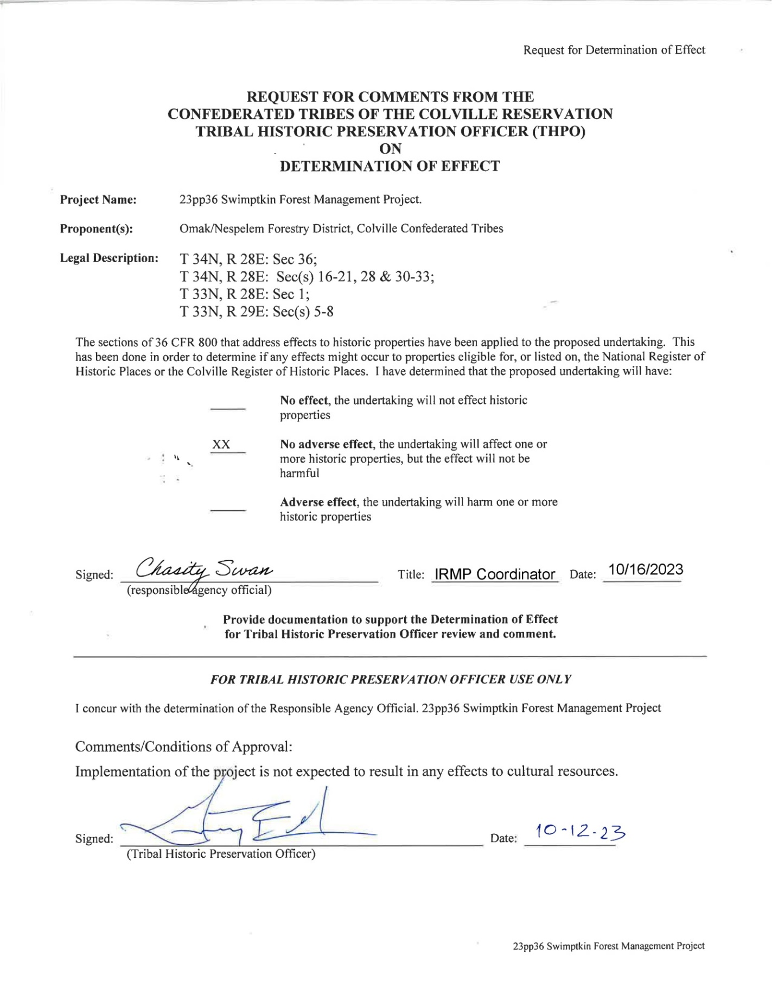 Request for Determination of Effect
REQUEST FOR COMMENTS FROM THE
CONFEDERATED TRIBES OF THE COLVILLE RESERVATION
TRIBAL HISTORIC PRESERVATION OFFICER (THPO)
ON
DETERMINATION OF EFFECT
Project Name: 23pp36 Swimptkin Forest Management Project.
Proponent(s): Omak/Nespelem Forestry District, Colville Confederated Tribes
Legal Description: T 34N, R 28E: Sec 36;
T 34N, R 28E: Sec(s) 16-21, 28 & 30-33;
T 33N, R 28E: Sec 1;
T 33N, R 29E: Sec(s) 5-8
The sections of 36 CFR 800 that address effects to historic properties have been applied to the proposed undertaking. This
has been done in order to determine if any effects might occur to properties eligible for, or listed on, the National Register of
Historic Places or the Colville Register of Historic Places. I have determined that the proposed undertaking will have:
No effect, the undertaking will not effect historic
properties
XX No adverse effect, the undertaking will affect one or
more historic properties, but the effect will not be
harmful
Adverse effect, the undertaking will harm one or more
historic properties
Signed: Chasity Swan Title: IRMP Coordinator Date: 10/16/2023
(responsible agency official)
Provide documentation to support the Determination of Effect
for Tribal Historic Preservation Officer review and comment.
FOR TRIBAL HISTORIC PRESERVATION OFFICER USE ONLY
I concur with the determination of the Responsible Agency Official. 23pp36 Swimptkin Forest Management Project
Comments/Conditions of Approval:
Implementation of the project is not expected to result in any effects to cultural resources.
Signed: Date: 10-12-23
(Tribal Historic Preservation Officer)
23pp36 Swimptkin Forest Management Project